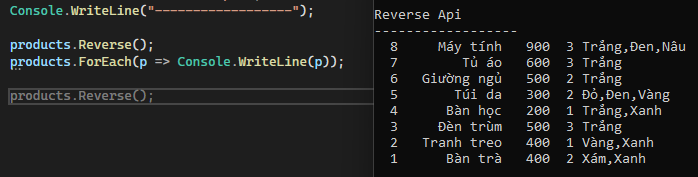 Console.WriteLine("------------------");
products.Reverse();
products.ForEach(p => Console.WriteLine(p));
products.Reverse();
Reverse Api
------------------
8 Máy tính 900 3 Trắng,Đen,Nâu
7 Tủ áo 600 3 Trắng
6 Giường ngủ 500 2 Trắng
5 Túi da 300 2 Đỏ,Đen,Vàng
4 Bàn học 200 1 Trắng,Xanh
3 Đèn trùm 500 3 Trắng
2 Tranh treo 400 1 Vàng,Xanh
1 Bàn trà 400 2 Xám,Xanh